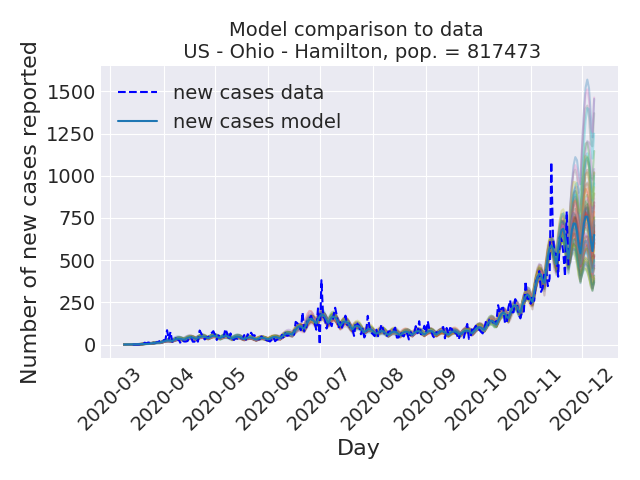 Model comparison to data
US - Ohio - Hamilton, pop. = 817473
Number of new cases reported
1500
1250
1000
750
500
250
0
new cases data
new cases model
2020-03
2020-04
2020-05
2020-06
2020-07
2020-08
2020-09
2020-10
2020-11
2020-12
Day